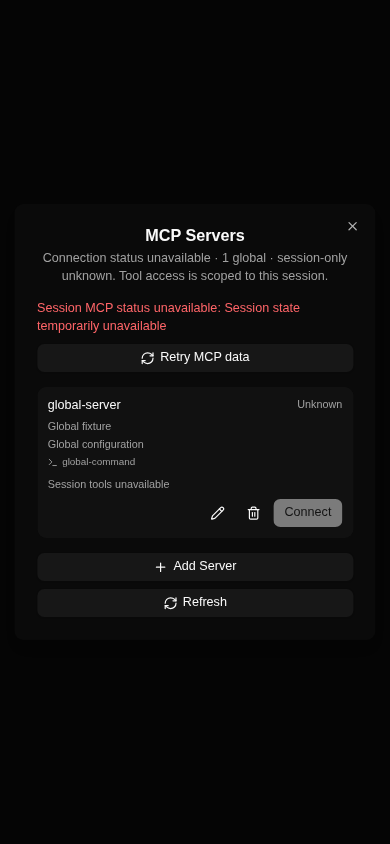 MCP Servers
Connection status unavailable · 1 global · session-only
unknown. Tool access is scoped to this session.
Session MCP status unavailable: Session state
temporarily unavailable
Retry MCP data
global-server
Unknown
Global fixture
Global configuration
global-command
Session tools unavailable
Connect
Add Server
Refresh